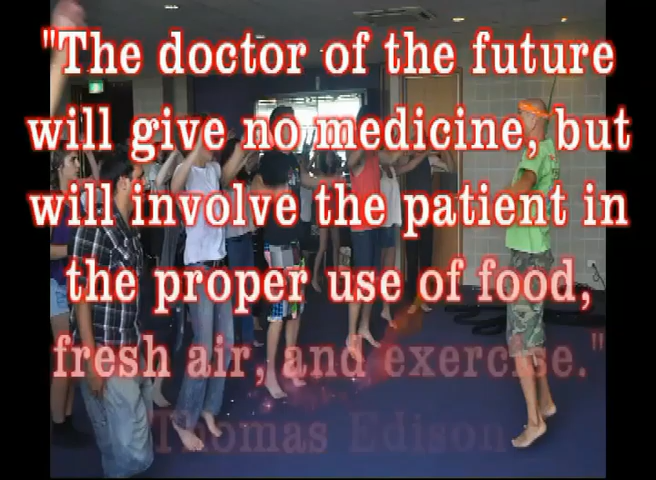 "The doctor of the future
will give no medicine, but
will involve the patient in
the proper use of food,
fresh air, and exercise."
Thomas Edison